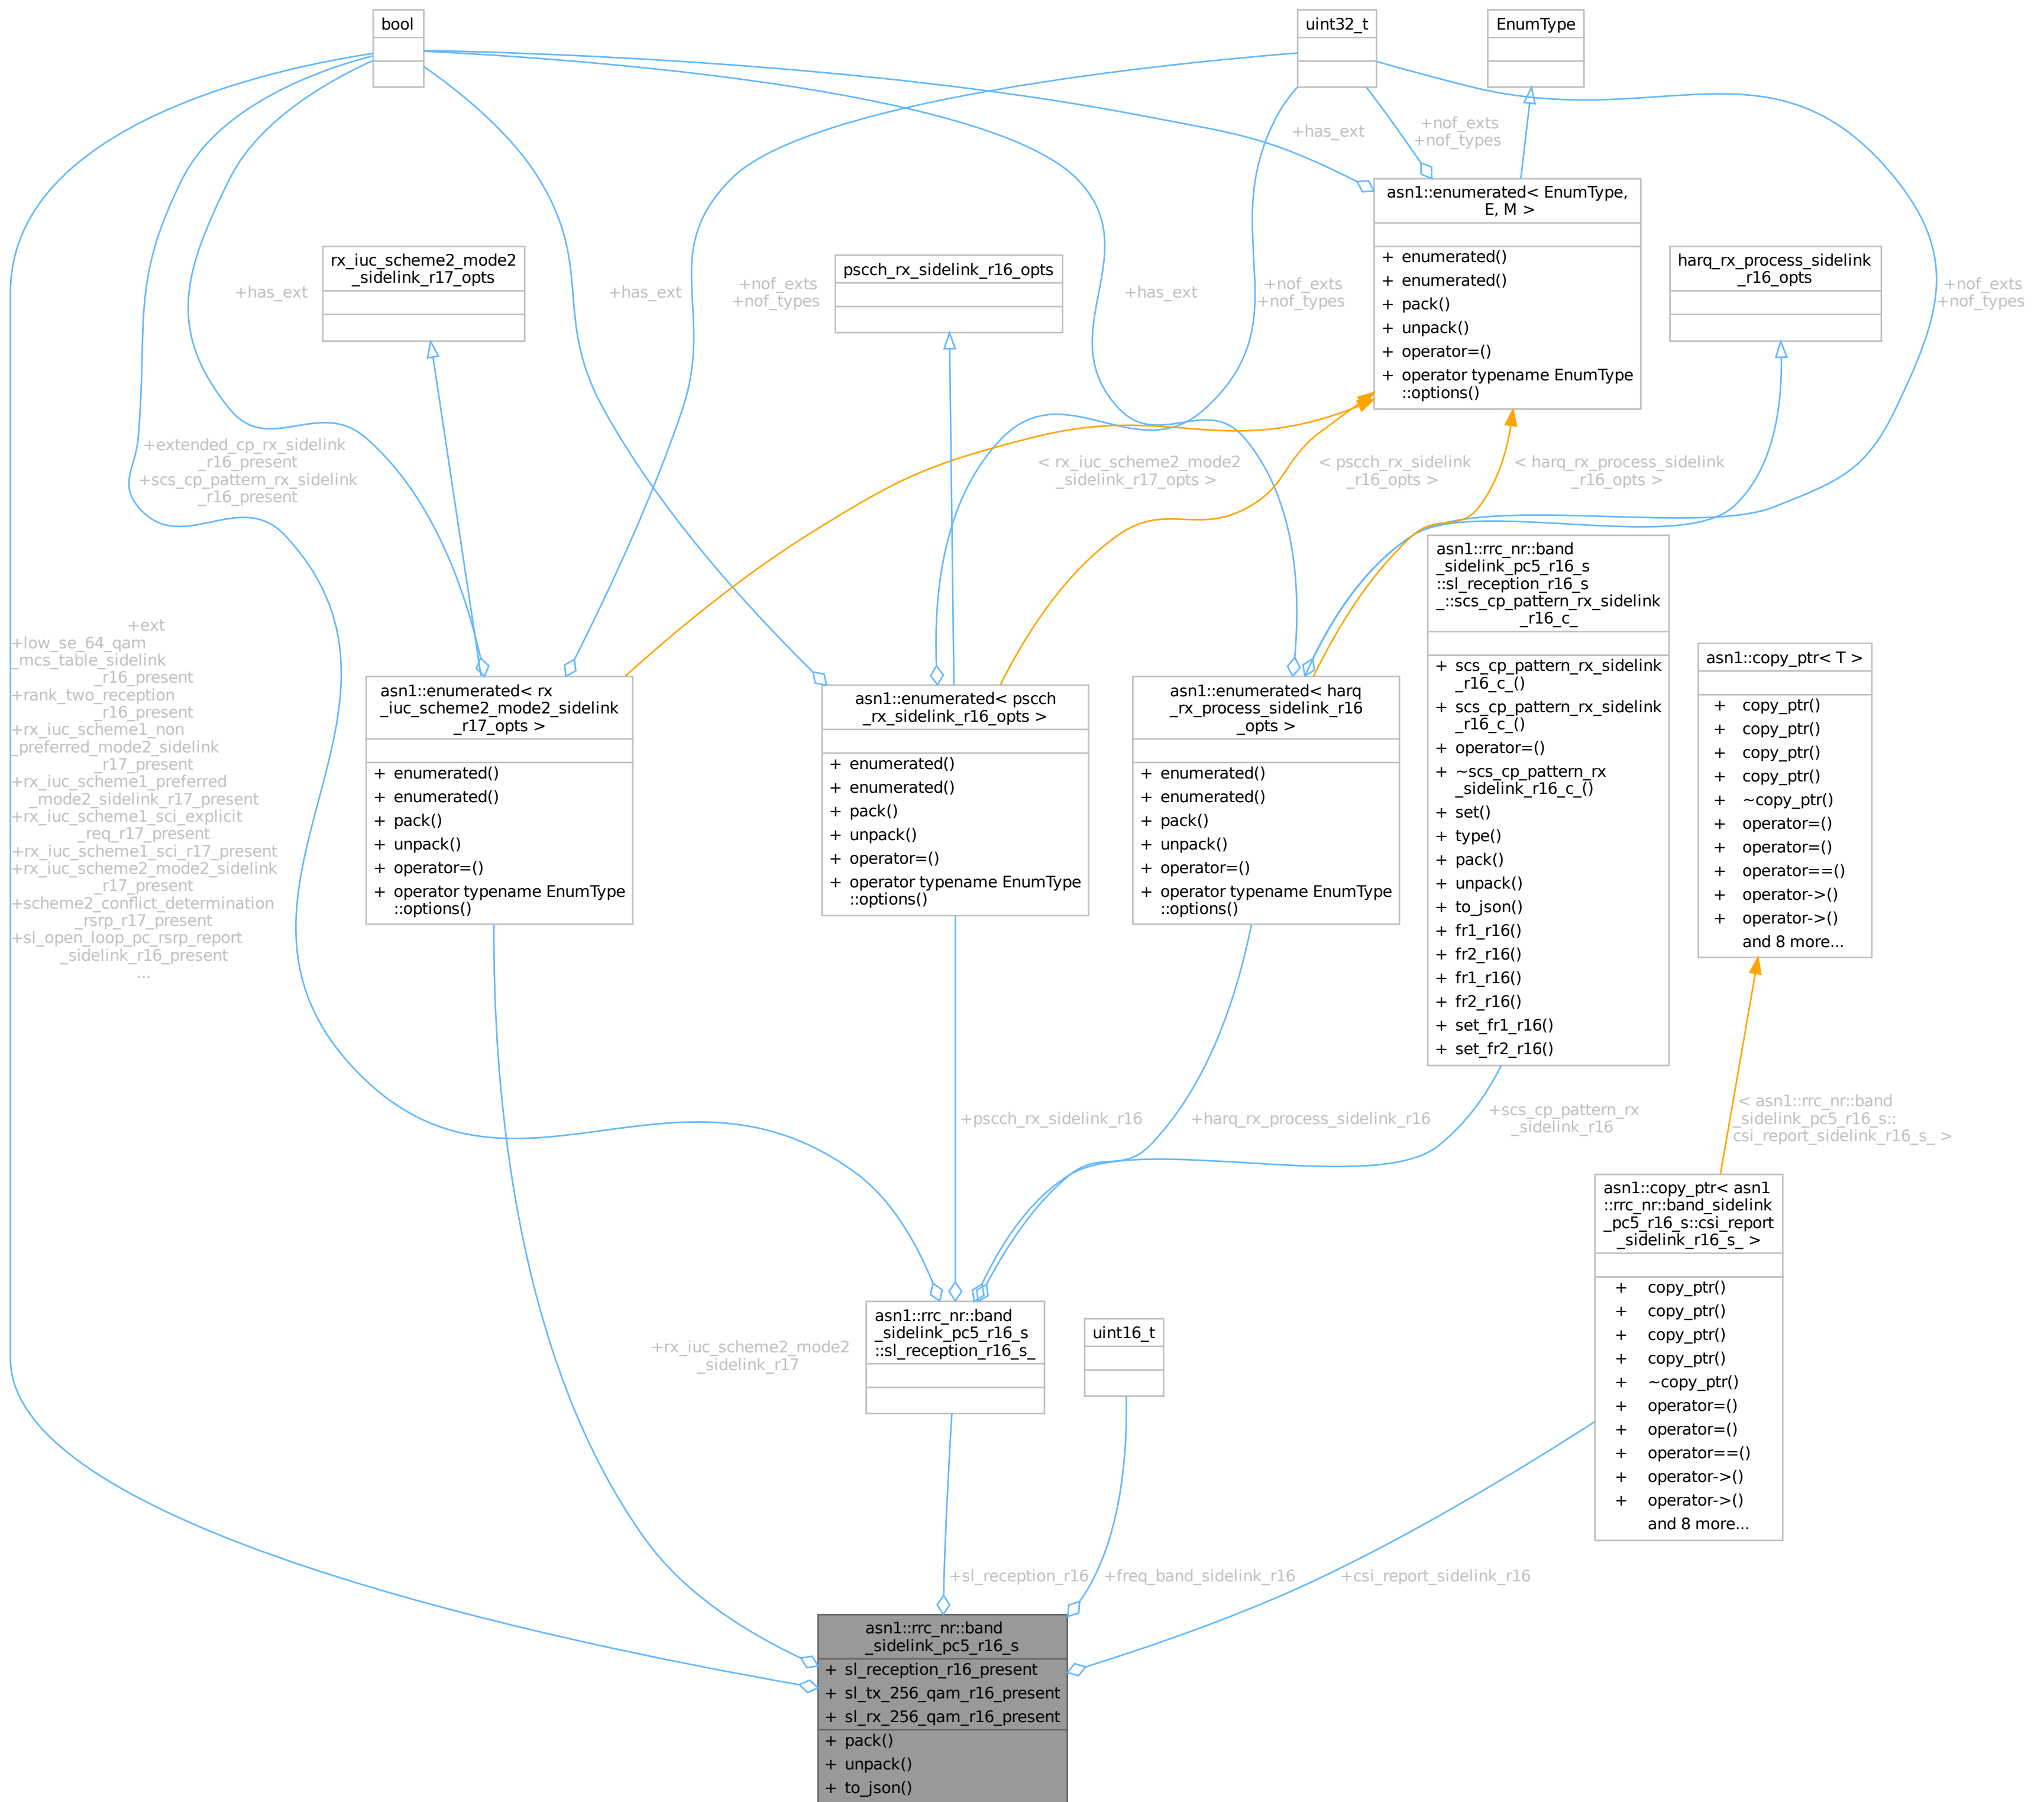 bool
uint32_t
EnumType
+has_ext
+nof_exts
+nof_types
asn1::enumerated< EnumType,
E, M >
+ enumerated()
+ enumerated()
+ pack()
+ unpack()
+ operator=()
+ operator typename EnumType
::options()
rx_iuc_scheme2_mode2
_sidelink_r17_opts
pscch_rx_sidelink_r16_opts
harq_rx_process_sidelink
_r16_opts
+has_ext
+has_ext
+nof_exts
+nof_types
+has_ext
+nof_exts
+nof_types
+nof_exts
+nof_types
+extended_cp_rx_sidelink
_r16_present
+scs_cp_pattern_rx_sidelink
_r16_present
< rx_iuc_scheme2_mode2
_sidelink_r17_opts >
< pscch_rx_sidelink
_r16_opts >
< harq_rx_process_sidelink
_r16_opts >
+ext
+low_se_64_qam
_mcs_table_sidelink
_r16_present
+rank_two_reception
_r16_present
+rx_iuc_scheme1_non
_preferred_mode2_sidelink
_r17_present
+rx_iuc_scheme1_preferred
_mode2_sidelink_r17_present
+rx_iuc_scheme1_sci_explicit
_req_r17_present
+rx_iuc_scheme1_sci_r17_present
+rx_iuc_scheme2_mode2_sidelink
_r17_present
+scheme2_conflict_determination
_rsrp_r17_present
+sl_open_loop_pc_rsrp_report
_sidelink_r16_present
...
asn1::enumerated< rx
_iuc_scheme2_mode2_sidelink
_r17_opts >
+ enumerated()
+ enumerated()
+ pack()
+ unpack()
+ operator=()
+ operator typename EnumType
::options()
asn1::enumerated< pscch
_rx_sidelink_r16_opts >
+ enumerated()
+ enumerated()
+ pack()
+ unpack()
+ operator=()
+ operator typename EnumType
::options()
asn1::enumerated< harq
_rx_process_sidelink_r16
_opts >
+ enumerated()
+ enumerated()
+ pack()
+ unpack()
+ operator=()
+ operator typename EnumType
::options()
asn1::rrc_nr::band
_sidelink_pc5_r16_s
::sl_reception_r16_s
_::scs_cp_pattern_rx_sidelink
_r16_c_
+ scs_cp_pattern_rx_sidelink
_r16_c_()
+ scs_cp_pattern_rx_sidelink
_r16_c_()
+ operator=()
+ ~scs_cp_pattern_rx
_sidelink_r16_c_()
+ set()
+ type()
+ pack()
+ unpack()
+ to_json()
+ fr1_r16()
+ fr2_r16()
+ fr1_r16()
+ fr2_r16()
+ set_fr1_r16()
+ set_fr2_r16()
asn1::copy_ptr< T >
+ copy_ptr()
+ copy_ptr()
+ copy_ptr()
+ copy_ptr()
+ ~copy_ptr()
+ operator=()
+ operator=()
+ operator==()
+ operator->()
+ operator->()
and 8 more...
+pscch_rx_sidelink_r16
+harq_rx_process_sidelink_r16
+scs_cp_pattern_rx
_sidelink_r16
< asn1::rrc_nr::band
_sidelink_pc5_r16_s::
csi_report_sidelink_r16_s_ >
asn1::copy_ptr< asn1
::rrc_nr::band_sidelink
_pc5_r16_s::csi_report
_sidelink_r16_s_ >
+ copy_ptr()
+ copy_ptr()
+ copy_ptr()
+ copy_ptr()
+ ~copy_ptr()
+ operator=()
+ operator=()
+ operator==()
+ operator->()
+ operator->()
and 8 more...
+rx_iuc_scheme2_mode2
_sidelink_r17
asn1::rrc_nr::band
_sidelink_pc5_r16_s
::sl_reception_r16_s_
uint16_t
+sl_reception_r16
+freq_band_sidelink_r16
+csi_report_sidelink_r16
asn1::rrc_nr::band
_sidelink_pc5_r16_s
+ sl_reception_r16_present
+ sl_tx_256_qam_r16_present
+ sl_rx_256_qam_r16_present
+ pack()
+ unpack()
+ to_json()